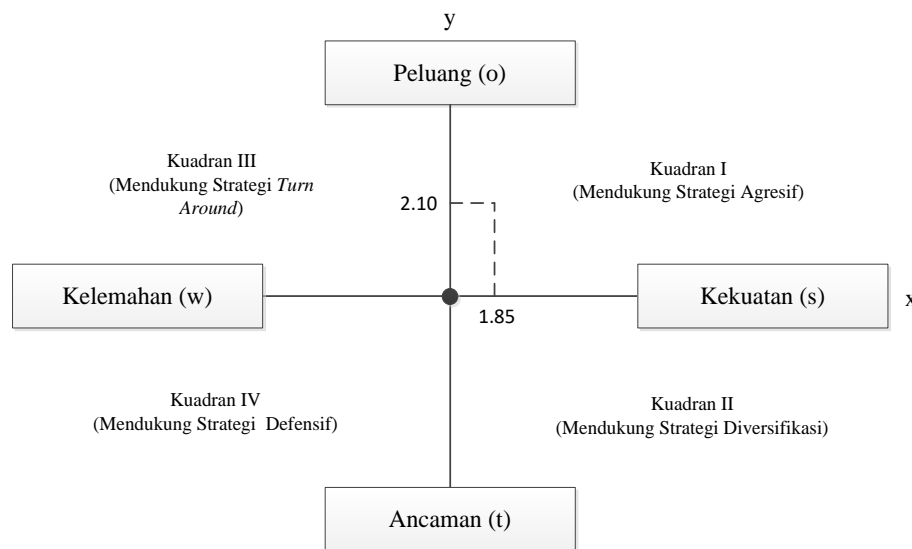 y
Peluang (o)
Kuadran III
(Mendukung Strategi Turn
Around)
Kuadran I
(Mendukung Strategi Agresif)
2.10
Kelemahan (w)
Kekuatan (s)
x
1.85
Kuadran IV
(Mendukung Strategi  Defensif)
Kuadran II
(Mendukung Strategi Diversifikasi)
Ancaman (t)